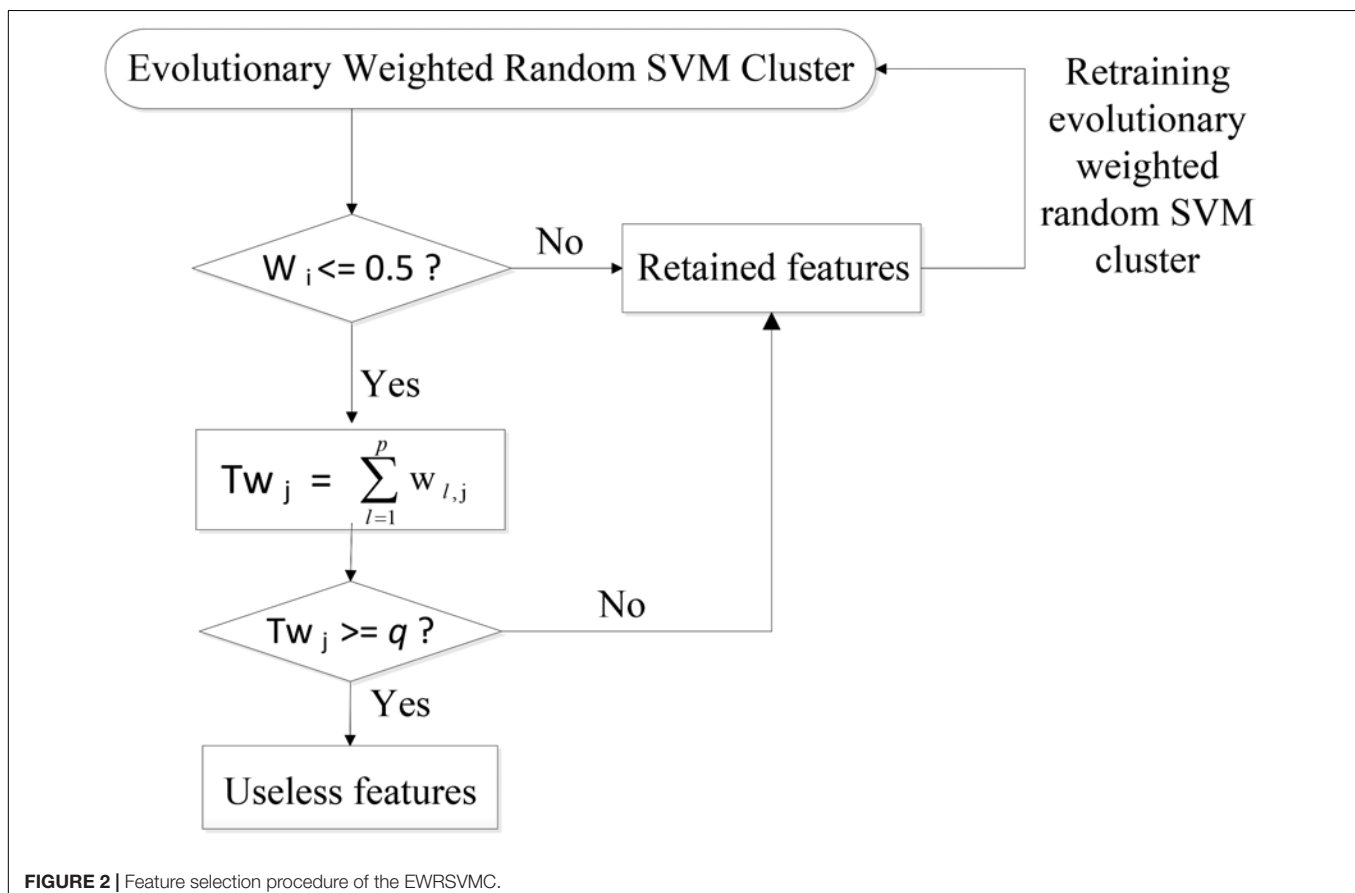 Evolutionary Weighted Random SVM Cluster
Retraining
evolutionary
weighted
random SVM
cluster
W i <= 0.5 ?
No
Retained features
Yes
Tw j = ∑ l=1 p w l,j
Tw j >= q ?
No
Yes
Useless features
FIGURE 2 | Feature selection procedure of the EWRSVMC.